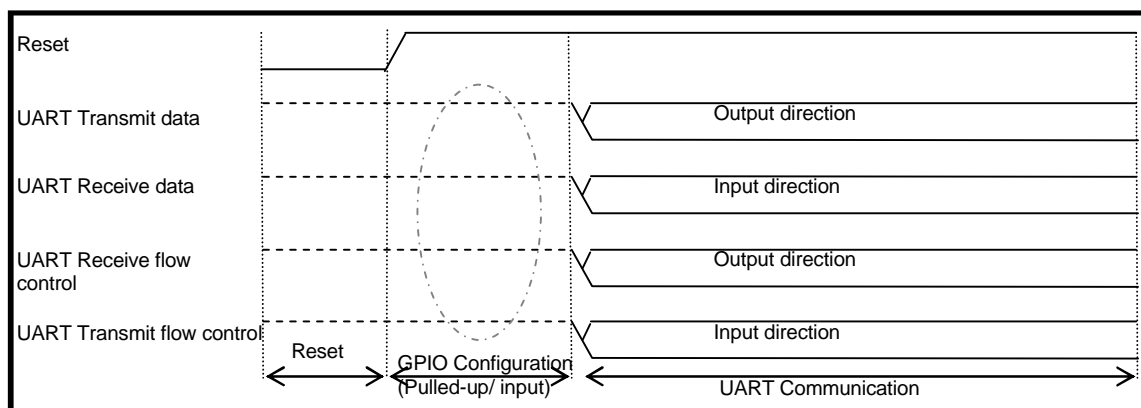 Reset
UART Transmit data
Output direction
UART Receive data
Input direction
UART Receive flow
control
Output direction
UART Transmit flow control
Input direction
Reset
GPIO Configuration
(Pulled-up/ input)
UART Communication